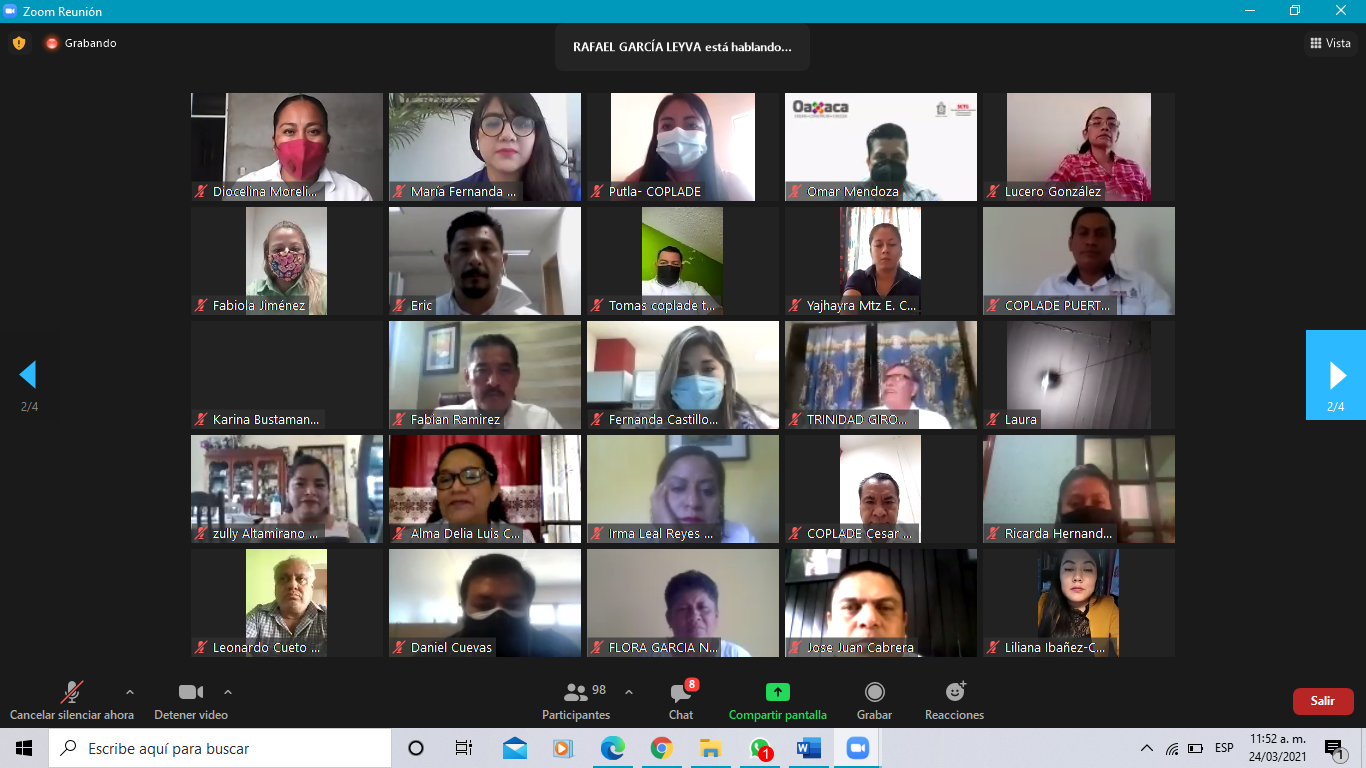 Zoom Reunión
Grabando
RAFAEL GARCÍA LEYVA está hablando...
Vista
Oaxaca
Diocelina Moreli...
María Fernanda ...
Putla- COPLADE
Omar Mendoza
Lucero González
Fabiola Jiménez
Eric
Tomas coplade t...
Yajhayra Mtz E. C...
COPLADE PUERT...
2/4
Karina Bustaman...
Fabian Ramirez
Fernanda Castillo...
TRINIDAD GIRO...
Laura
2/4
zully Altamirano ...
Alma Delia Luis C...
Irma Leal Reyes ...
COPLADE Cesar ...
Ricarda Hernand...
Leonardo Cueto ...
Daniel Cuevas
FLORA GARCIA N...
Jose Juan Cabrera
Liliana Ibañez-C...
98
8
Cancelar silenciar ahora
Detener video
Participantes
Chat
Compartir pantalla
Grabar
Reacciones
Salir
Escribe aquí para buscar
1
ESP
11:52 a. m.
24/03/2021
1